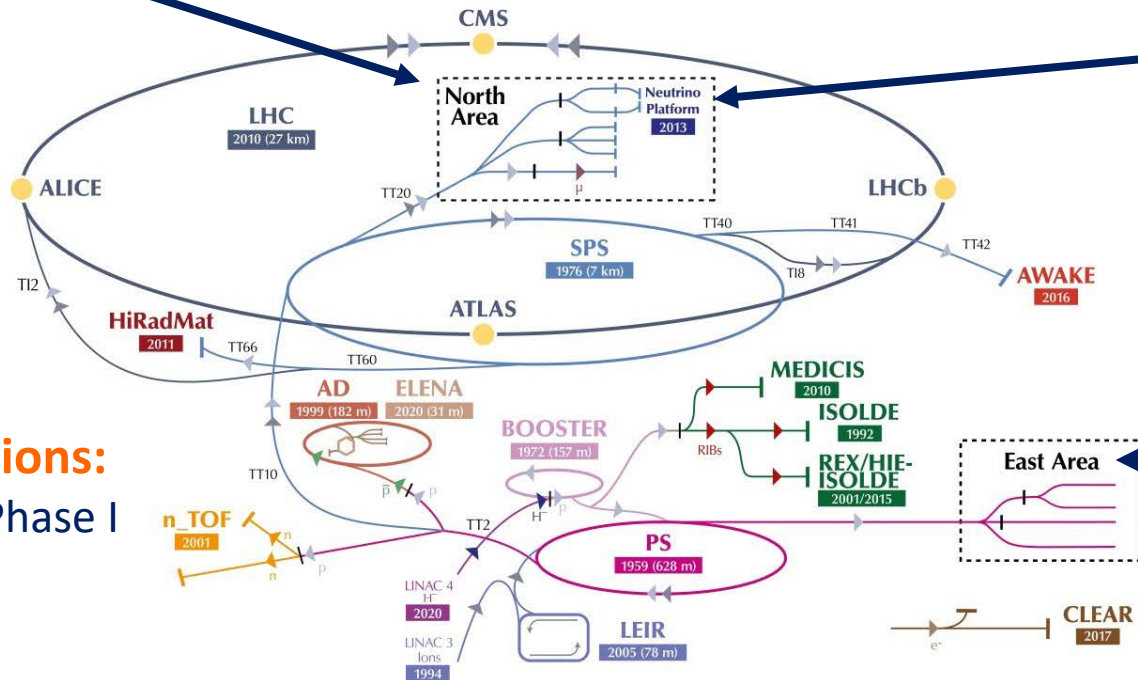 CMS
North
Area
Neutrino
Platform
2013
LHC
2010 (27 km)
ALICE
TT20
μ
LHCb
TT40
TT41
TT42
SPS
1976 (7 km)
TI8
TI2
AWAKE
2016
ATLAS
HiRadMat
2011
TT66
TT60
AD
1999 (182 m)
ELENA
2020 (31 m)
MEDICIS
2010
ISOLDE
1992
BOOSTER
1972 (157 m)
RIBs
REX/HIE-
ISOLDE
2001/2015
East Area
ions:
Phase I
TT10
p̅
p
TT2
H⁻
p
n_TOF
2001
n
n
p
PS
1959 (628 m)
LINAC 4
H⁻
2020
LINAC 3
Ions
1994
LEIR
2005 (78 m)
CLEAR
2017
e⁻